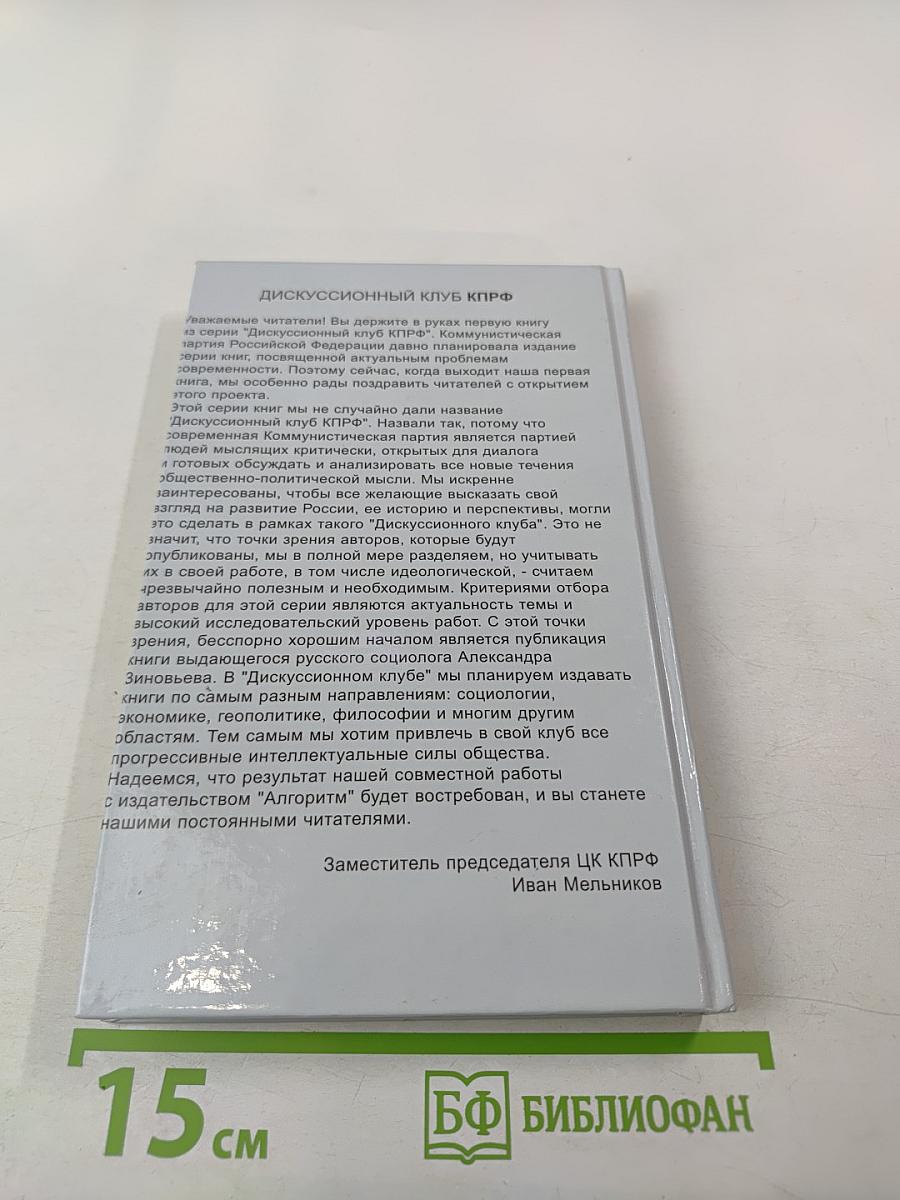 ДИСКУССИОННЫЙ КЛУБ КПРФ
Уважаемые читатели! Вы держите в руках первую книгу
из серии "Дискуссионный клуб КПРФ". Коммунистическая
партия Российской Федерации давно планировала издание
серии книг, посвященной актуальным проблемам
современности. Поэтому сейчас, когда выходит наша первая
книга, мы особенно рады поздравить читателей с открытием
этого проекта.
Этой серии книг мы не случайно дали название
"Дискуссионный клуб КПРФ". Назвали так, потому что
современная Коммунистическая партия является партией
людей мыслящих критически, открытых для диалога
и готовых обсуждать и анализировать все новые течения
общественно-политической мысли. Мы искренне
заинтересованы, чтобы все желающие высказать свой
взгляд на развитие России, ее историю и перспективы, могли
это сделать в рамках такого "Дискуссионного клуба". Это не
значит, что точки зрения авторов, которые будут
опубликованы, мы в полной мере разделяем, но учитывать
их в своей работе, в том числе идеологической, - считаем
чрезвычайно полезным и необходимым. Критериями отбора
авторов для этой серии являются актуальность темы и
высокий исследовательский уровень работ. С этой точки
зрения, бесспорно хорошим началом является публикация
книги выдающегося русского социолога Александра
Зиновьева. В "Дискуссионном клубе" мы планируем издавать
книги по самым разным направлениям: социологии,
экономике, геополитике, философии и многим другим
областям. Тем самым мы хотим привлечь в свой клуб все
прогрессивные интеллектуальные силы общества.
Надеемся, что результат нашей совместной работы
с издательством "Алгоритм" будет востребован, и вы станете
нашими постоянными читателями.
Заместитель председателя ЦК КПРФ
Иван Мельников
15 см
БФ БИБЛИОФАН